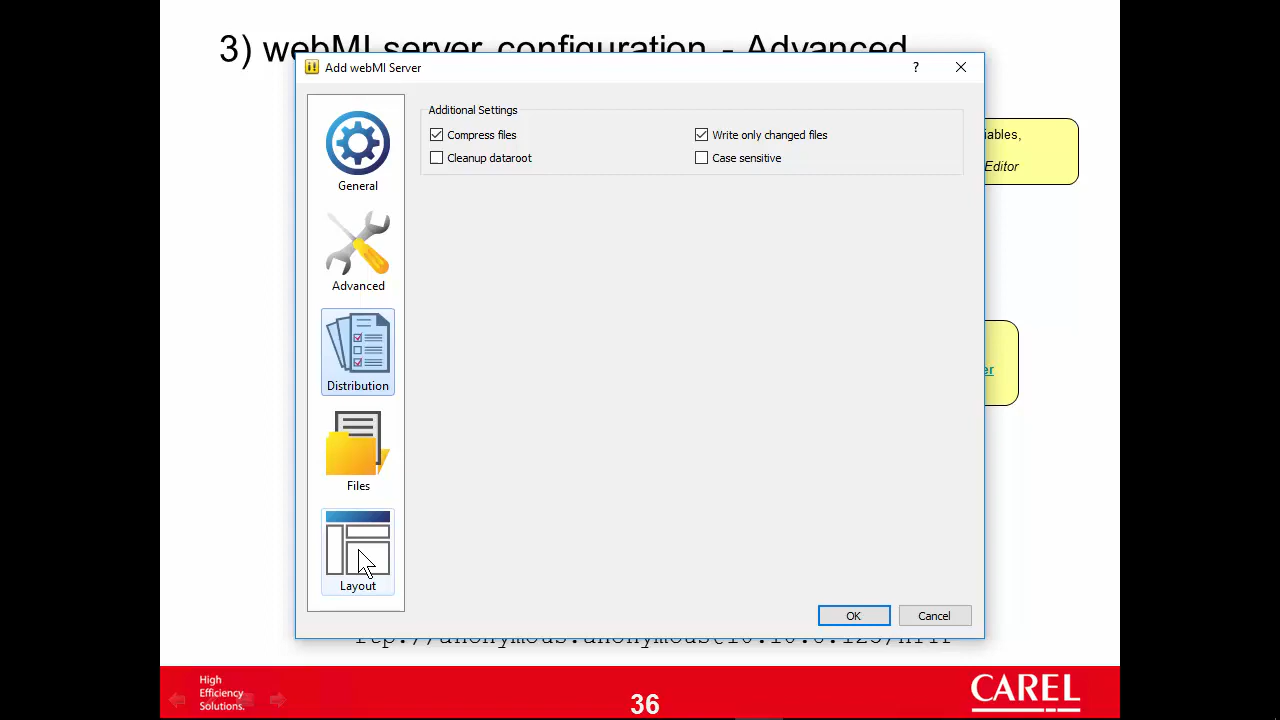 3) webMI server configuration - Advanced
Add webMI Server
?
Additional Settings
Compress files
Write only changed files
Cleanup dataroot
Case sensitive
General
Advanced
Distribution
Files
Layout
iables,
Editor
er
OK
Cancel
High
Efficiency
Solutions.
36
CAREL